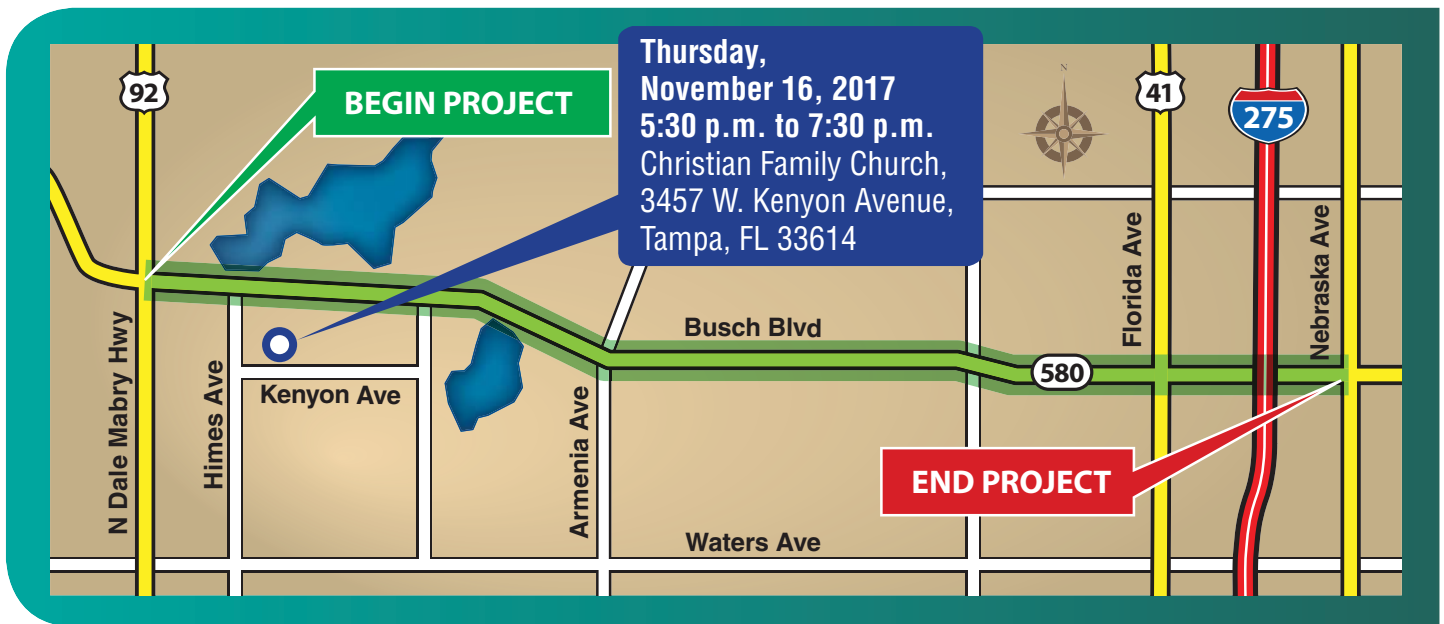 Thursday,
November 16, 2017
5:30 p.m. to 7:30 p.m.
Christian Family Church,
3457 W. Kenyon Avenue,
Tampa, FL 33614
92
BEGIN PROJECT
N
41
275
N Dale Mabry Hwy
Himes Ave
Kenyon Ave
Armenia Ave
Busch Blvd
580
Florida Ave
Nebraska Ave
END PROJECT
Waters Ave